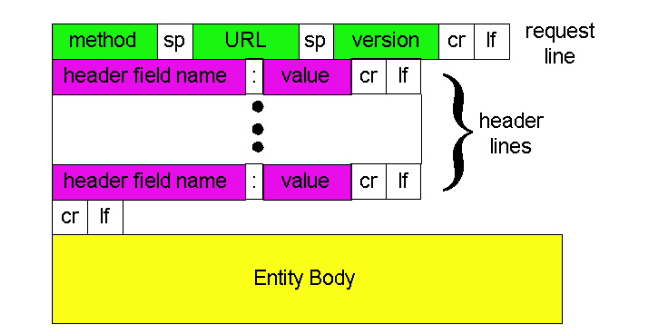 method sp URL sp version cr lf request
line
header field name : value cr lf
header
lines
header field name : value cr lf
cr lf
Entity Body